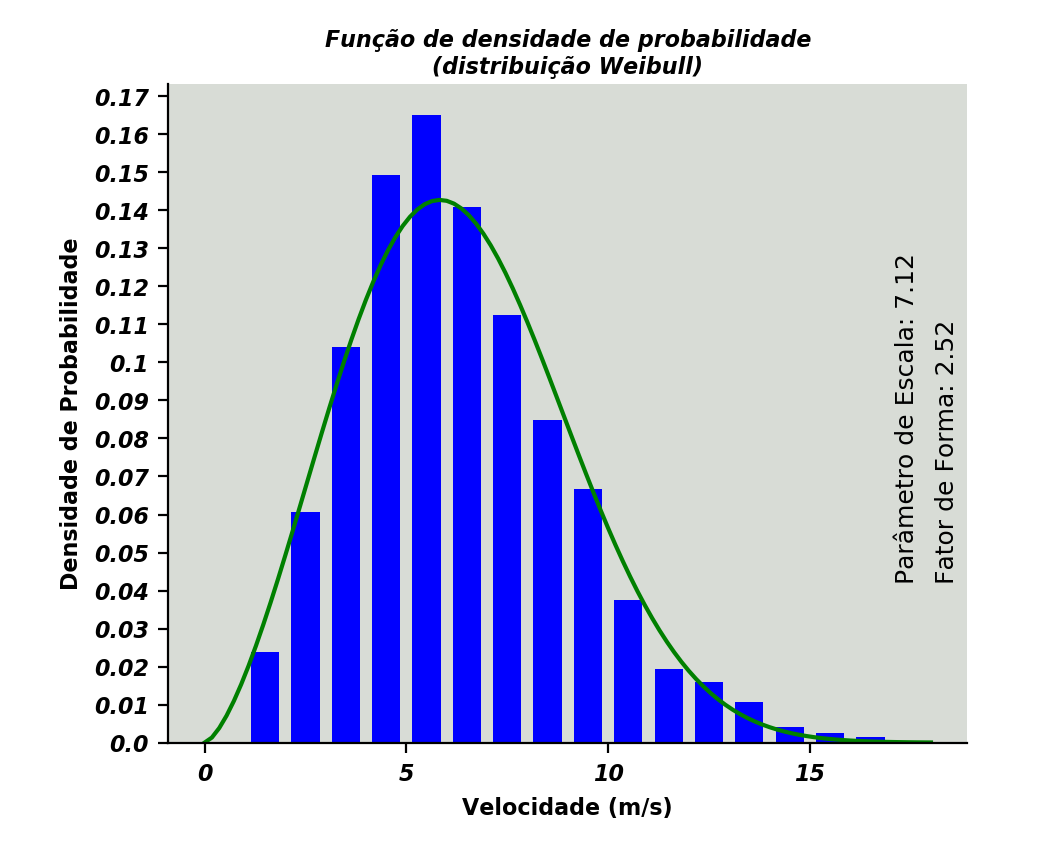 Função de densidade de probabilidade
(distribuição Weibull)
Densidade de Probabilidade
0.17
0.16
0.15
0.14
0.13
0.12
0.11
0.1
0.09
0.08
0.07
0.06
0.05
0.04
0.03
0.02
0.01
0.0
Parâmetro de Escala: 7.12
Fator de Forma: 2.52
0 5 10 15
Velocidade (m/s)